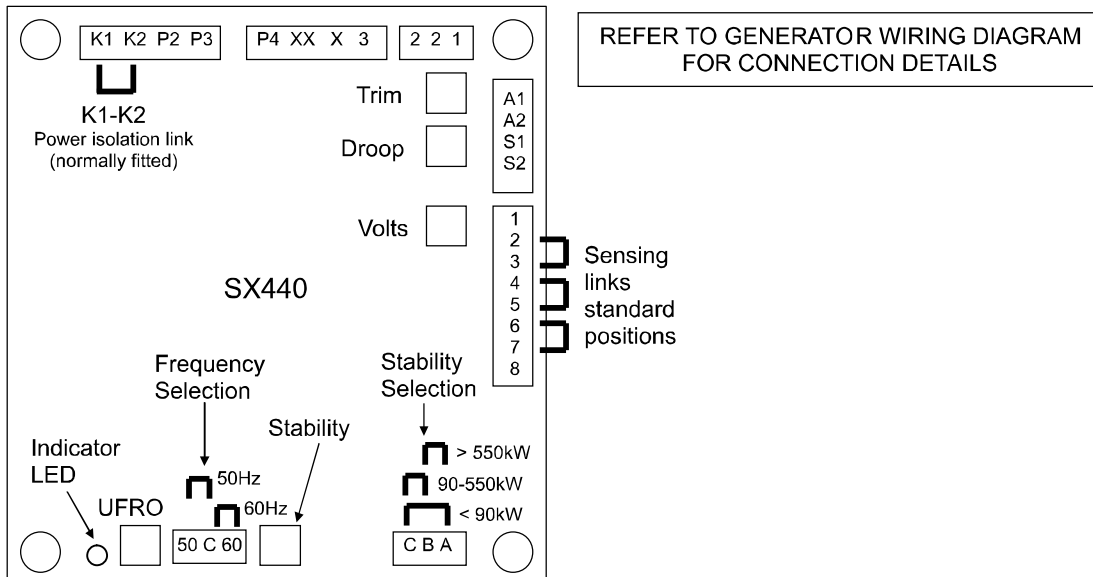 K1 K2 P2 P3
P4 XX X 3
2 2 1
REFER TO GENERATOR WIRING DIAGRAM
FOR CONNECTION DETAILS
K1-K2
Power isolation link
(normally fitted)
Trim
Droop
Volts
A1
A2
S1
S2
1
2
3
4
5
6
7
8
Sensing
links
standard
positions
SX440
Frequency
Selection
Stability
Selection
Stability
Indicator
LED
UFRO
50Hz
60Hz
> 550kW
90-550kW
< 90kW
50 C 60
C B A